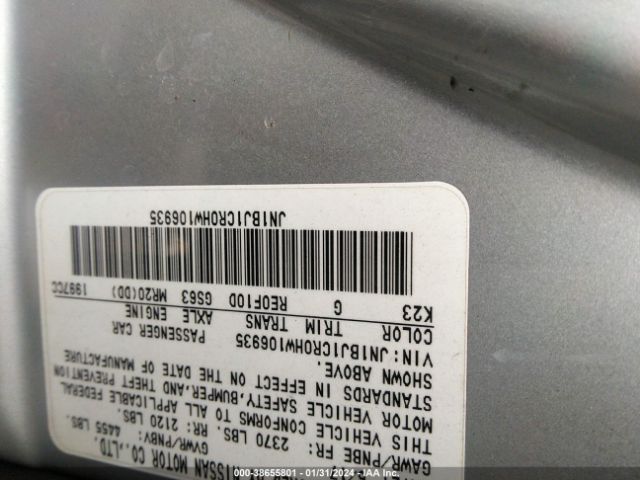 NISSAN MOTOR CO.,LTD.
GVWR/PNBV: 4455 LBS.
GAWR/PNBE FR: 2370 LBS. RR: 2120 LBS.
THIS VEHICLE CONFORMS TO ALL APPLICABLE FEDERAL
MOTOR VEHICLE SAFETY,BUMPER,AND THEFT PREVENTION
STANDARDS IN EFFECT ON THE DATE OF MANUFACTURE
SHOWN ABOVE.
VIN:JN1BJ1CR0HW106935 PASSENGER CAR
COLOR TRIM TRANS AXLE ENGINE
K23 G RE0F10D GS63 MR20(DD) 1997CC
JN1BJ1CR0HW106935
000-38655801 - 01/31/2024 - IAA Inc.